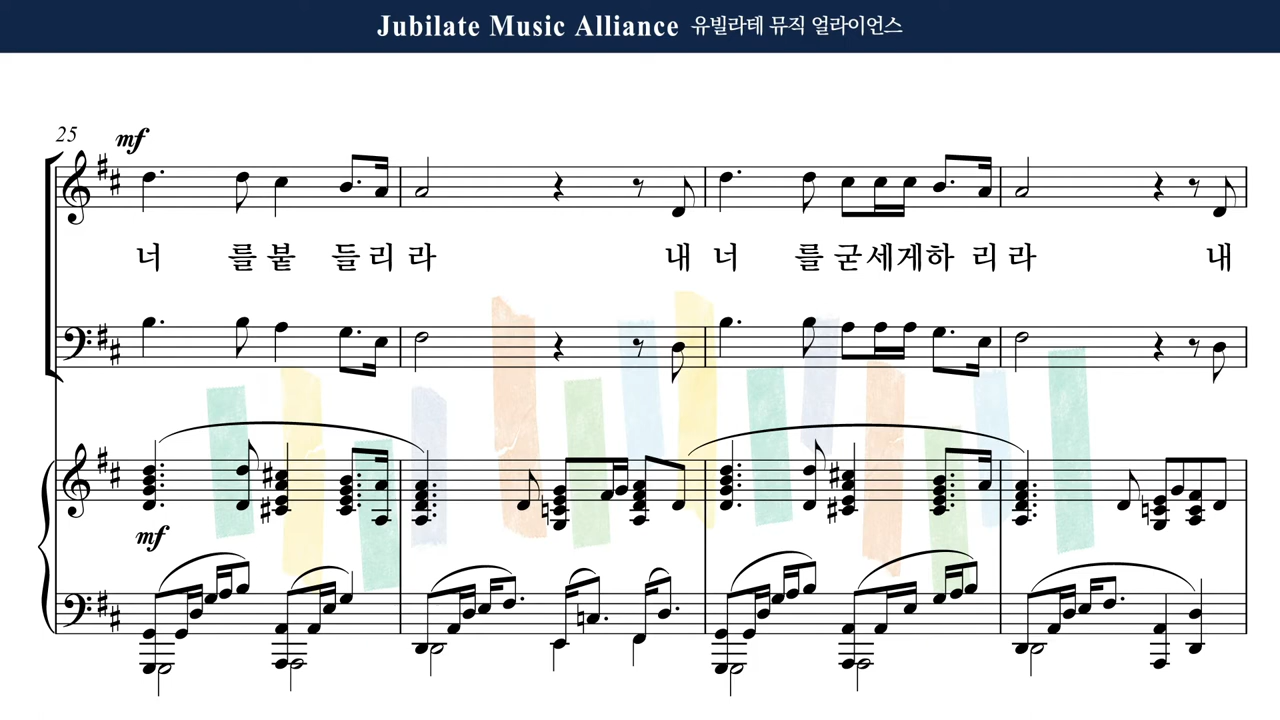 Jubilate Music Alliance 유빌라테 뮤직 얼라이언스
25
mf
너 를 붙 들 리 라 내 너 를 굳 세 게 하 리 라 내
mf